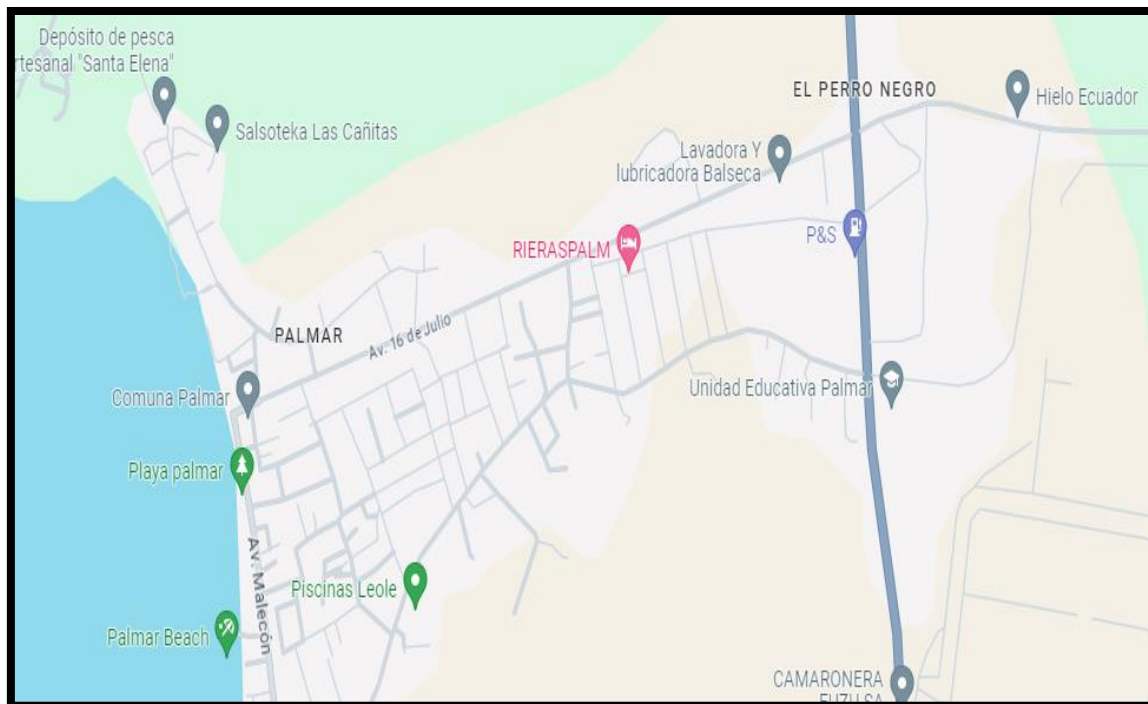 Depósito de pesca
rtesanal "Santa Elena"
Salsoteka Las Cañitas
EL PERRO NEGRO
Hielo Ecuador
Lavadora Y
lubricadora Balseca
RIERASPALM
P&S
PALMAR
Av. 16 de Julio
Comuna Palmar
Unidad Educativa Palmar
Playa palmar
Av. Malecón
Piscinas Leole
Palmar Beach
CAMARONERA